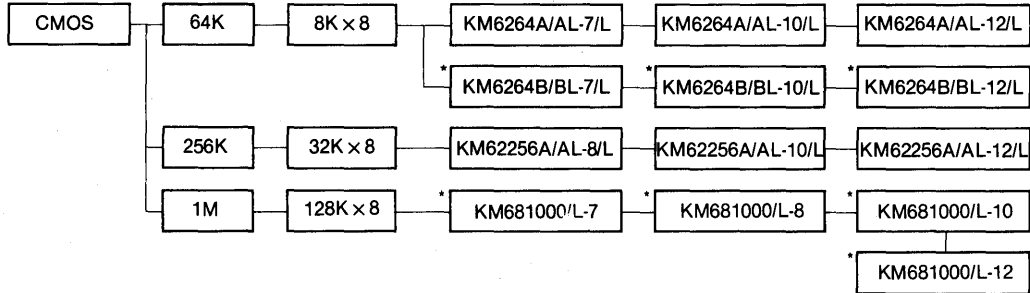 CMOS 64K 8K × 8 KM6264A/AL-7/L KM6264A/AL-10/L KM6264A/AL-12/L
* KM6264B/BL-7/L * KM6264B/BL-10/L * KM6264B/BL-12/L
256K 32K × 8 KM62256A/AL-8/L KM62256A/AL-10/L KM62256A/AL-12/L
1M 128K × 8 * KM681000/L-7 * KM681000/L-8 * KM681000/L-10
* KM681000/L-12